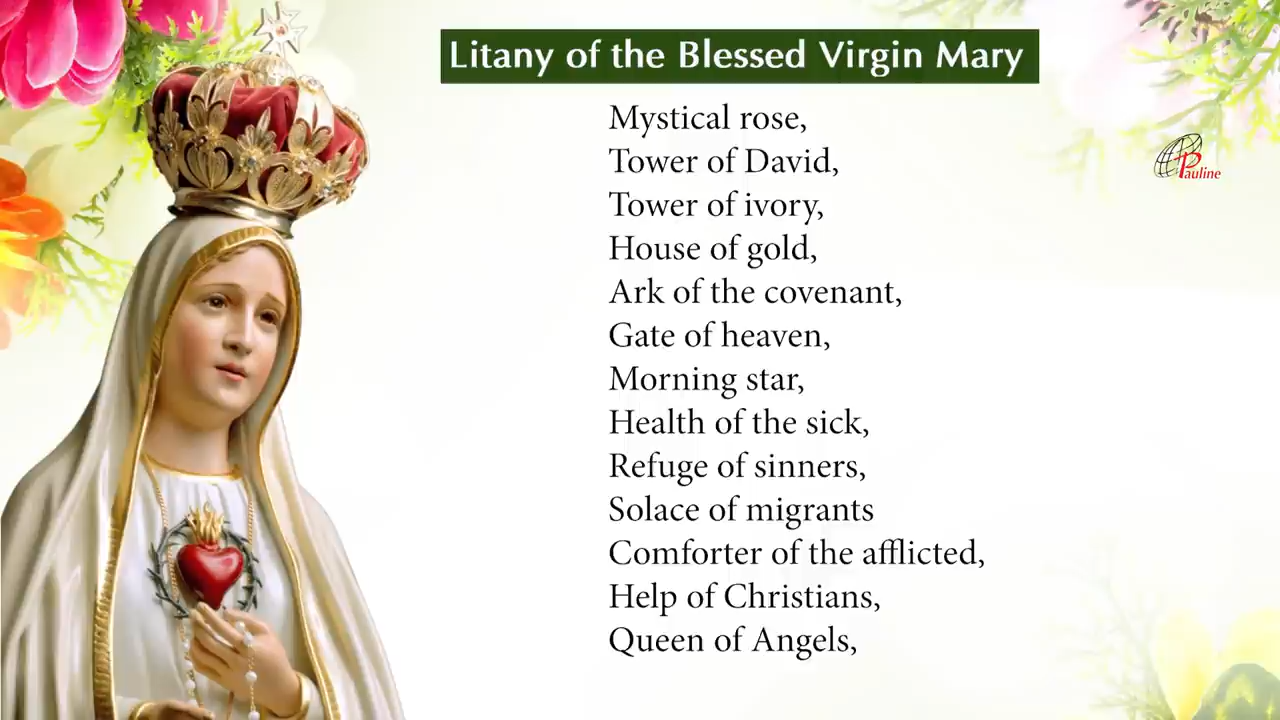 Litany of the Blessed Virgin Mary
Mystical rose,
Tower of David,
Tower of ivory,
House of gold,
Ark of the covenant,
Gate of heaven,
Morning star,
Health of the sick,
Refuge of sinners,
Solace of migrants
Comforter of the afflicted,
Help of Christians,
Queen of Angels,
Pauline